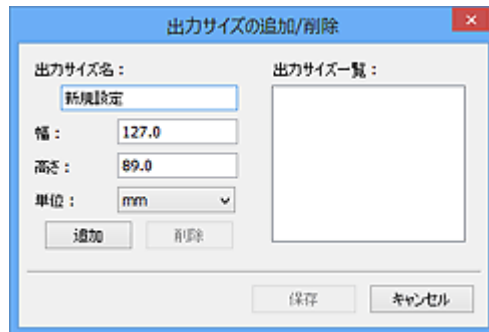 出力サイズの追加/削除
出力サイズ名：
新規設定
幅：
127.0
高さ：
89.0
単位：
mm
追加
削除
出力サイズ一覧：
保存
キャンセル